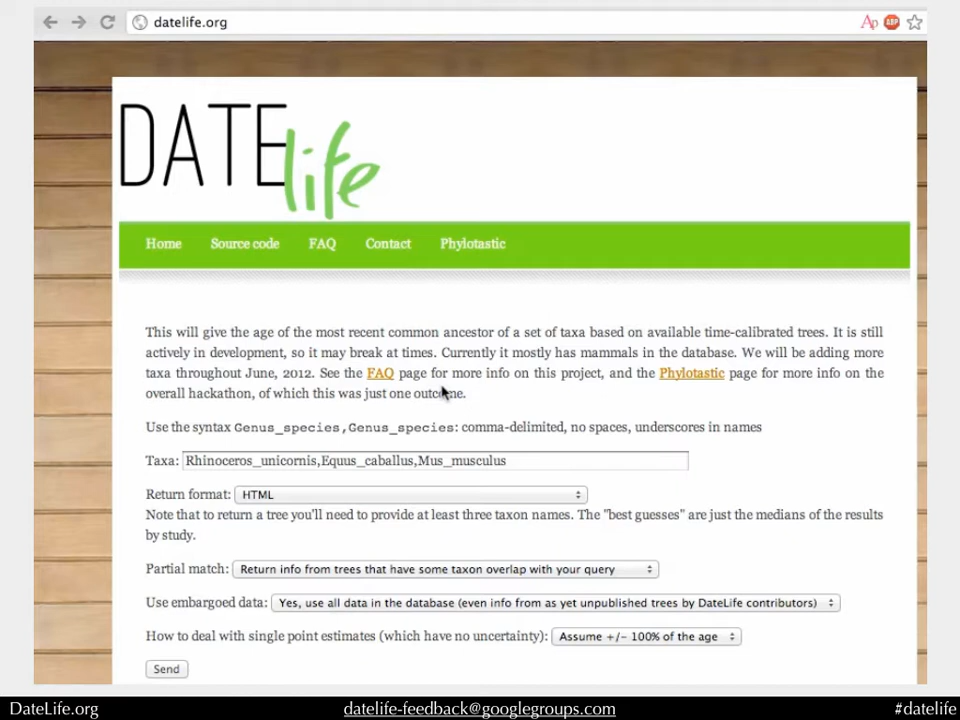 datelife.org
DATElife
Home Source code FAQ Contact Phylotastic
This will give the age of the most recent common ancestor of a set of taxa based on available time-calibrated trees. It is still
actively in development, so it may break at times. Currently it mostly has mammals in the database. We will be adding more
taxa throughout June, 2012. See the FAQ page for more info on this project, and the Phylotastic page for more info on the
overall hackathon, of which this was just one outcome.
Use the syntax Genus_species,Genus_species: comma-delimited, no spaces, underscores in names
Taxa: Rhinoceros_unicornis,Equus_caballus,Mus_musculus
Return format: HTML
Note that to return a tree you'll need to provide at least three taxon names. The "best guesses" are just the medians of the results
by study.
Partial match: Return info from trees that have some taxon overlap with your query
Use embargoed data: Yes, use all data in the database (even info from as yet unpublished trees by DateLife contributors)
How to deal with single point estimates (which have no uncertainty): Assume +/- 100% of the age
Send
DateLife.org datelife-feedback@googlegroups.com #datelife